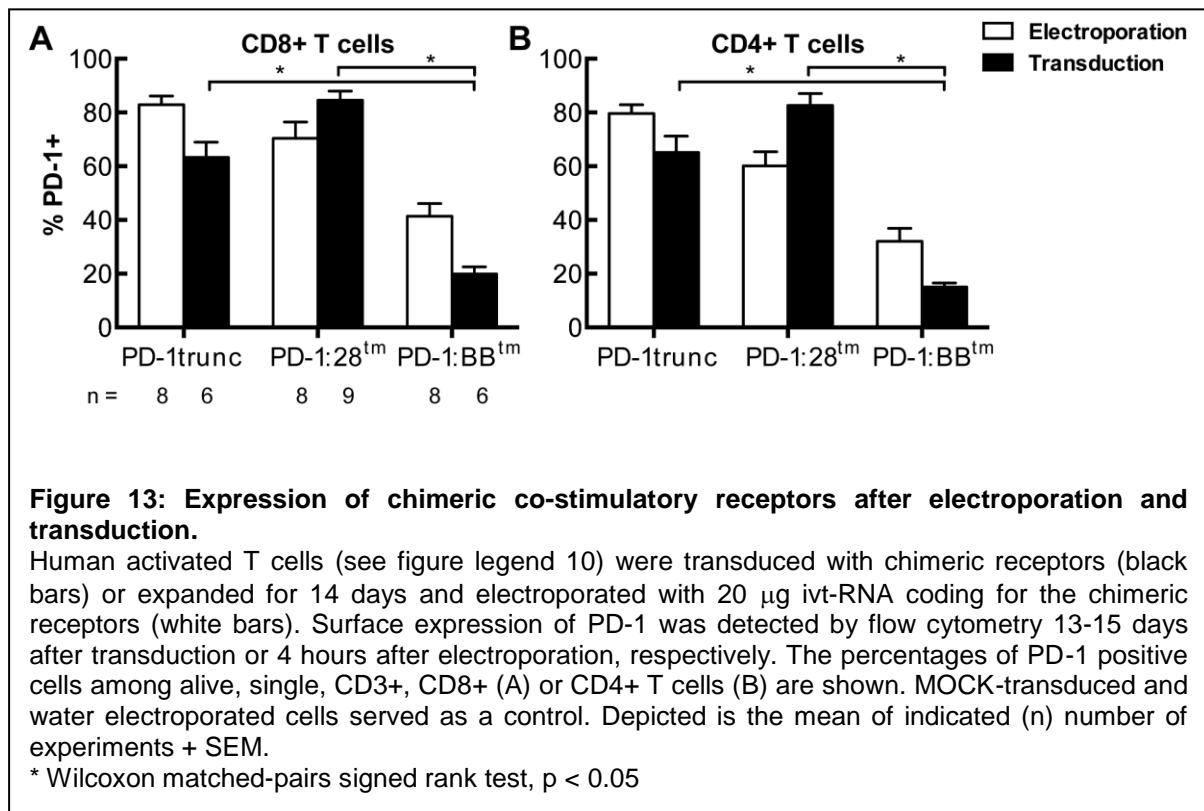 A
CD8+ T cells
B
CD4+ T cells
Electroporation
Transduction
100
80
60
40
20
0
% PD-1+
*
*
PD-1trunc PD-1:28tm PD-1:BBtm
n = 8 6 8 9 8 6
100
80
60
40
20
0
*
*
PD-1trunc PD-1:28tm PD-1:BBtm
Figure 13: Expression of chimeric co-stimulatory receptors after electroporation and
transduction.
Human activated T cells (see figure legend 10) were transduced with chimeric receptors (black
bars) or expanded for 14 days and electroporated with 20 µg ivt-RNA coding for the chimeric
receptors (white bars). Surface expression of PD-1 was detected by flow cytometry 13-15 days
after transduction or 4 hours after electroporation, respectively. The percentages of PD-1 positive
cells among alive, single, CD3+, CD8+ (A) or CD4+ T cells (B) are shown. MOCK-transduced and
water electroporated cells served as a control. Depicted is the mean of indicated (n) number of
experiments + SEM.
* Wilcoxon matched-pairs signed rank test, p < 0.05